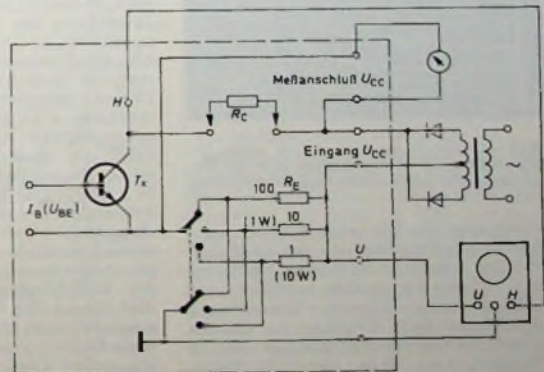 Meßanschluß U_CC
H
R_C
Eingang U_CC
T_x
100 R_E
~
I_B (U_BE)
(1W) 10
1
U
(10W)
U H